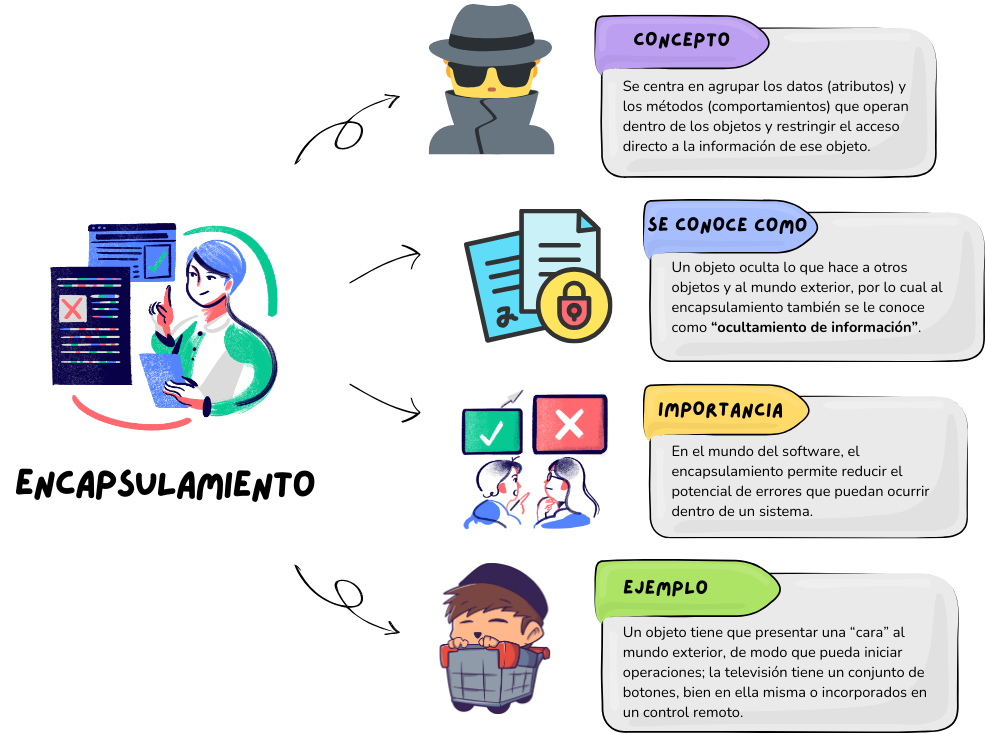 CONCEPTO
Se centra en agrupar los datos (atributos) y
los métodos (comportamientos) que operan
dentro de los objetos y restringir el acceso
directo a la información de ese objeto.
SE CONOCE COMO
Un objeto oculta lo que hace a otros
objetos y al mundo exterior, por lo cual al
encapsulamiento también se le conoce
como “ocultamiento de información”.
ENCAPSULAMIENTO
IMPORTANCIA
En el mundo del software, el
encapsulamiento permite reducir el
potencial de errores que puedan ocurrir
dentro de un sistema.
EJEMPLO
Un objeto tiene que presentar una “cara” al
mundo exterior, de modo que pueda iniciar
operaciones; la televisión tiene un conjunto de
botones, bien en ella misma o incorporados en
un control remoto.